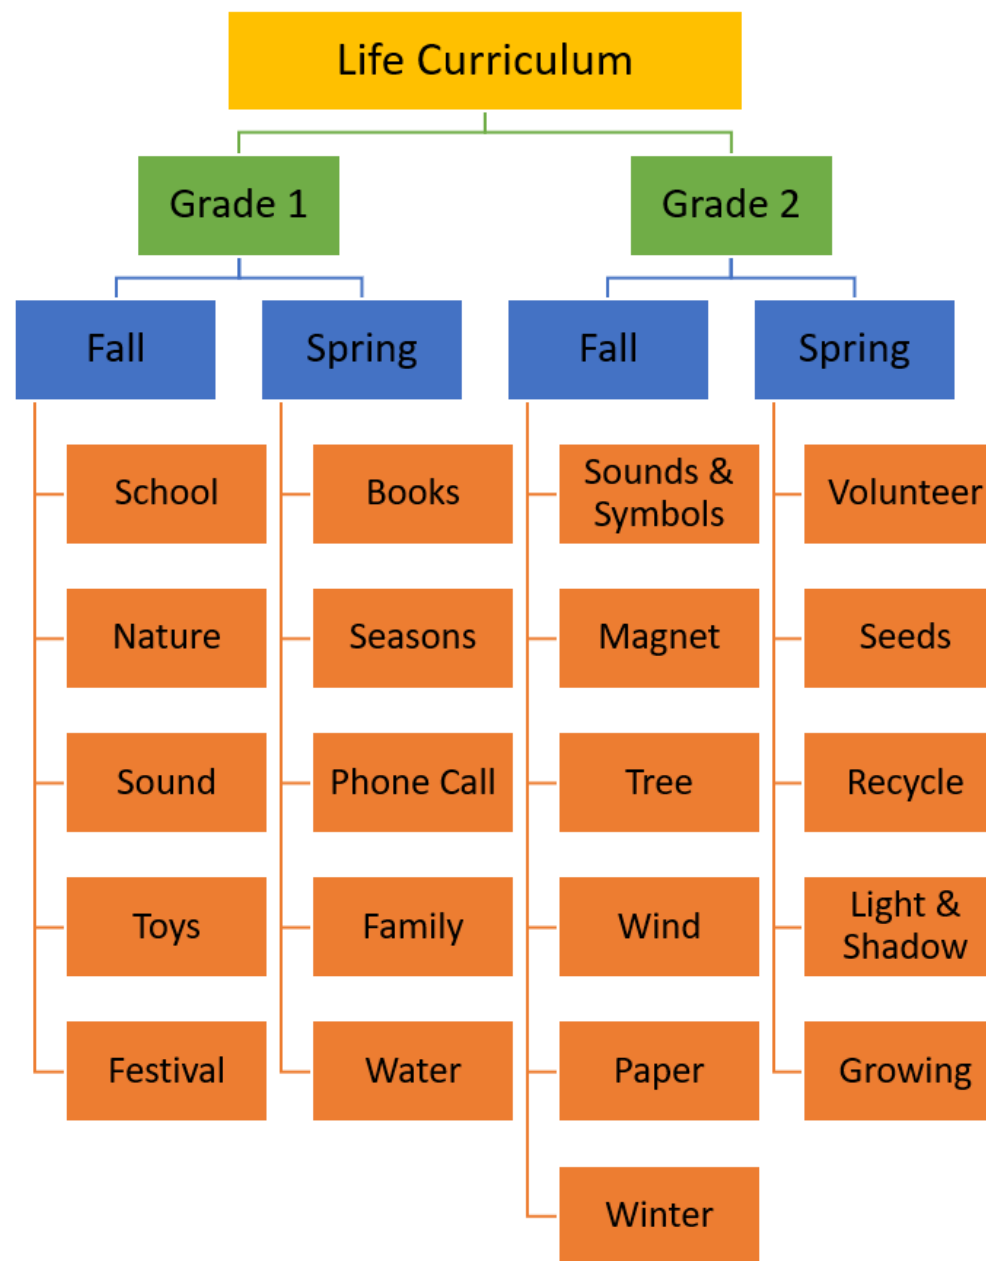 Life Curriculum
Grade 1
Grade 2
Fall
Spring
Fall
Spring
School
Books
Sounds &
Symbols
Volunteer
Nature
Seasons
Magnet
Seeds
Sound
Phone Call
Tree
Recycle
Toys
Family
Wind
Light &
Shadow
Festival
Water
Paper
Growing
Winter